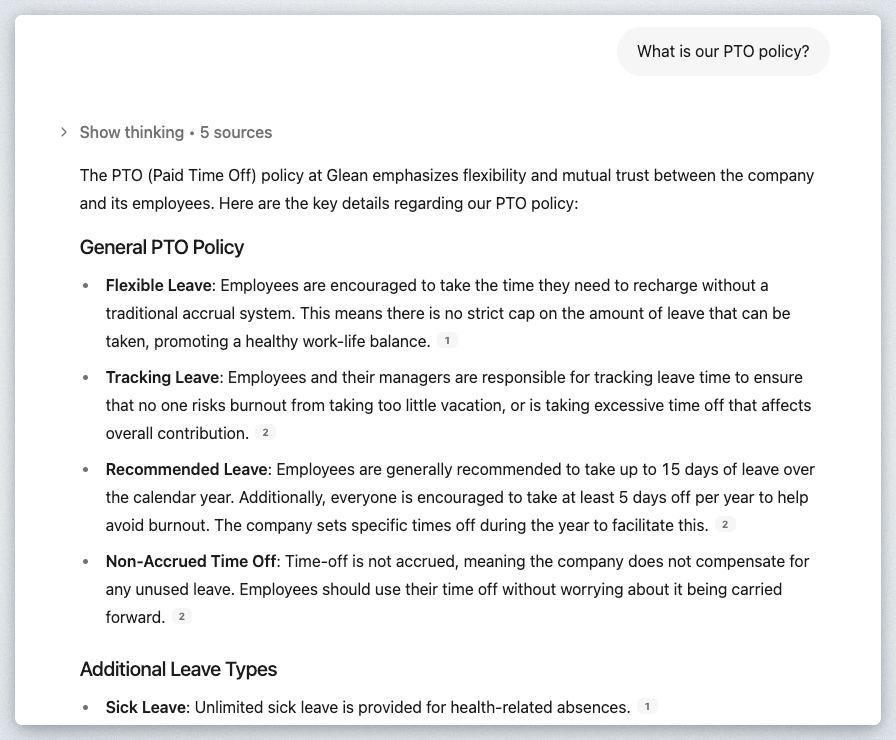 What is our PTO policy?
Show thinking • 5 sources
The PTO (Paid Time Off) policy at Glean emphasizes flexibility and mutual trust between the company
and its employees. Here are the key details regarding our PTO policy:
General PTO Policy
• Flexible Leave: Employees are encouraged to take the time they need to recharge without a
traditional accrual system. This means there is no strict cap on the amount of leave that can be
taken, promoting a healthy work-life balance. 1
• Tracking Leave: Employees and their managers are responsible for tracking leave time to ensure
that no one risks burnout from taking too little vacation, or is taking excessive time off that affects
overall contribution. 2
• Recommended Leave: Employees are generally recommended to take up to 15 days of leave over
the calendar year. Additionally, everyone is encouraged to take at least 5 days off per year to help
avoid burnout. The company sets specific times off during the year to facilitate this. 2
• Non-Accrued Time Off: Time-off is not accrued, meaning the company does not compensate for
any unused leave. Employees should use their time off without worrying about it being carried
forward. 2
Additional Leave Types
• Sick Leave: Unlimited sick leave is provided for health-related absences. 1